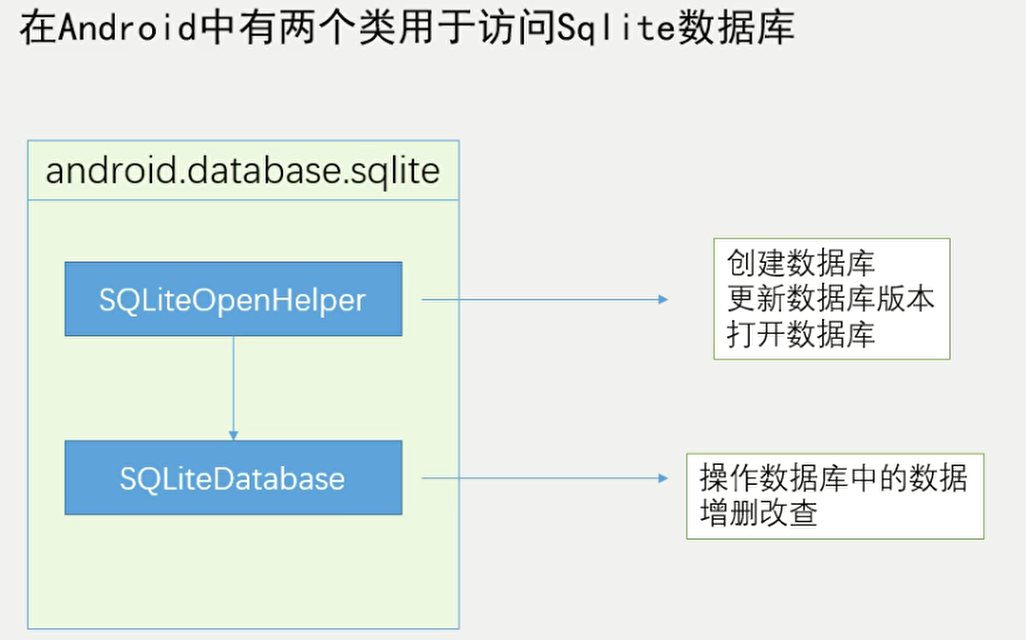 在Android中有两个类用于访问Sqlite数据库
android.database.sqlite
SQLiteOpenHelper
创建数据库
更新数据库版本
打开数据库
SQLiteDatabase
操作数据库中的数据
增删改查